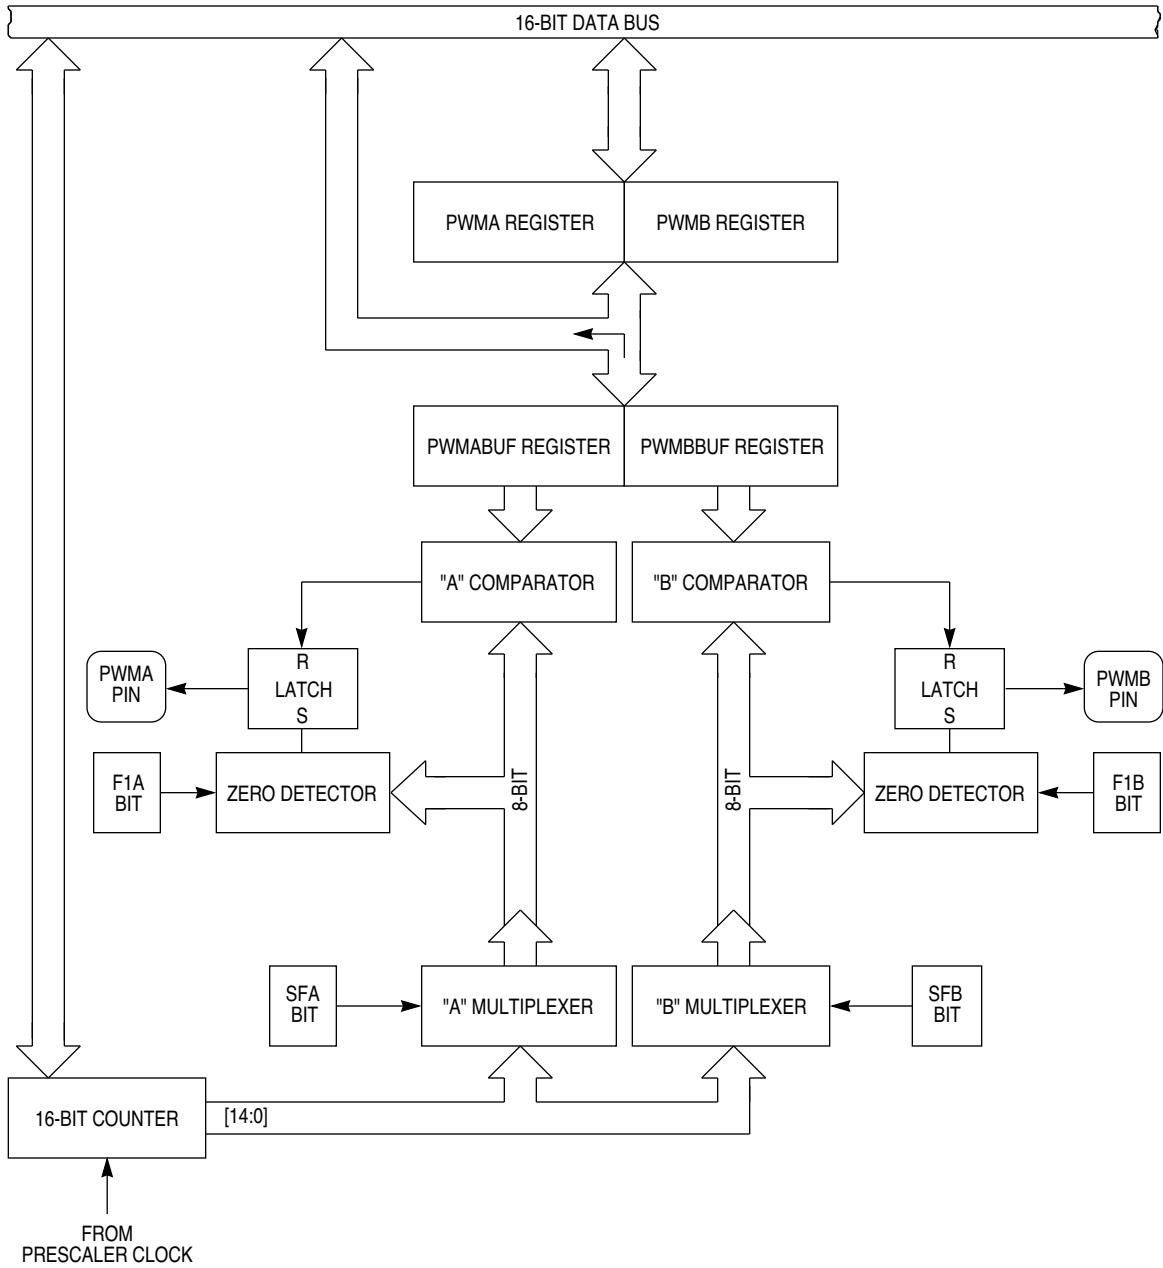 16-BIT DATA BUS
PWMA REGISTER
PWMB REGISTER
PWMABUF REGISTER
PWMBBUF REGISTER
"A" COMPARATOR
"B" COMPARATOR
PWMA
PIN
R
LATCH
S
R
LATCH
S
PWMB
PIN
F1A
BIT
ZERO DETECTOR
8-BIT
8-BIT
ZERO DETECTOR
F1B
BIT
SFA
BIT
"A" MULTIPLEXER
"B" MULTIPLEXER
SFB
BIT
16-BIT COUNTER
[14:0]
FROM
PRESCALER CLOCK